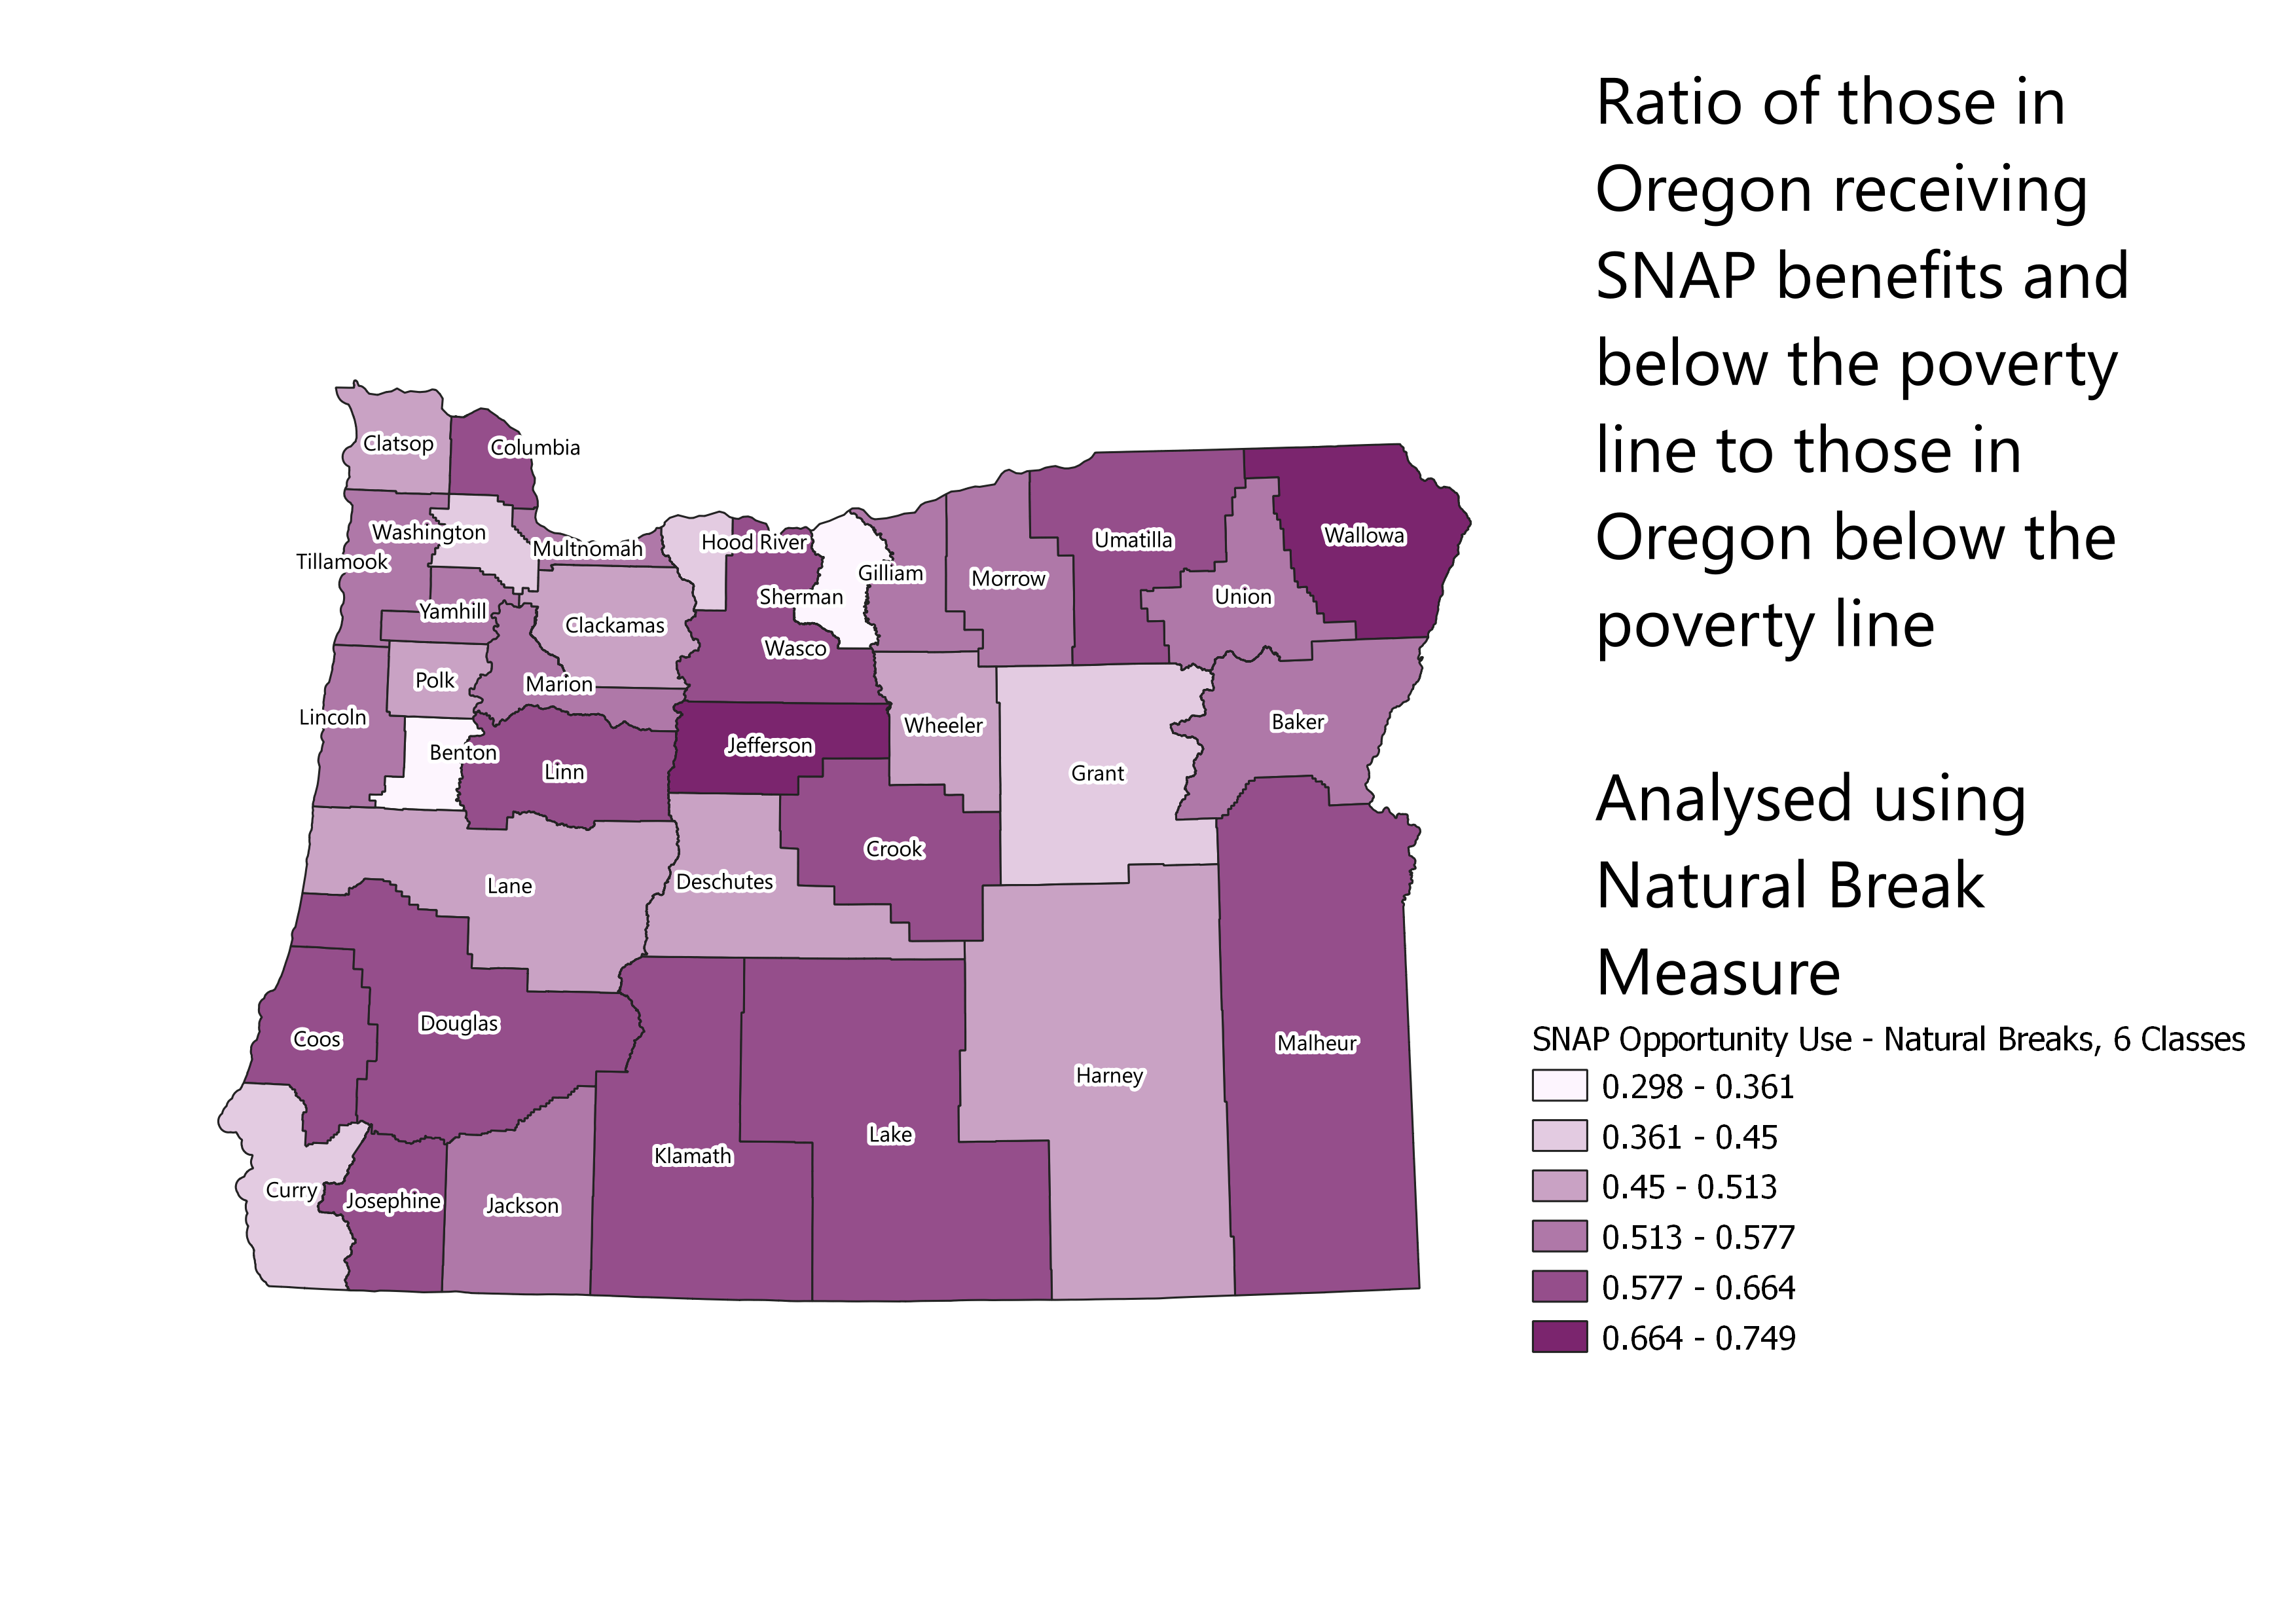 Ratio of those in
Oregon receiving
SNAP benefits and
below the poverty
line to those in
Oregon below the
poverty line
Analysed using
Natural Break
Measure
SNAP Opportunity Use - Natural Breaks, 6 Classes
0.298 - 0.361
0.361 - 0.45
0.45 - 0.513
0.513 - 0.577
0.577 - 0.664
0.664 - 0.749
Clatsop
Columbia
Washington
Tillamook
Multnomah
Hood River
Umatilla
Wallowa
Gilliam
Morrow
Sherman
Union
Yamhill
Clackamas
Wasco
Polk
Marion
Lincoln
Wheeler
Baker
Benton
Jefferson
Linn
Grant
Crook
Lane
Deschutes
Douglas
Coos
Malheur
Harney
Lake
Klamath
Curry
Josephine
Jackson